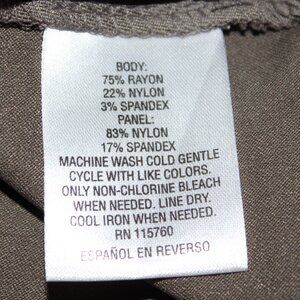 BODY:
75% RAYON
22% NYLON
3% SPANDEX
PANEL:
83% NYLON
17% SPANDEX
MACHINE WASH COLD GENTLE
CYCLE WITH LIKE COLORS.
ONLY NON-CHLORINE BLEACH
WHEN NEEDED. LINE DRY.
COOL IRON WHEN NEEDED.
RN 115760
ESPAÑOL EN REVERSO